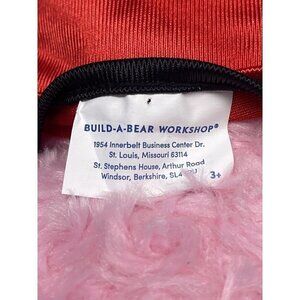 BUILD-A-BEAR WORKSHOP®
1954 Innerbelt Business Center Dr.
St. Louis, Missouri 63114
St. Stephens House, Arthur Road
Windsor, Berkshire, SL4
3+